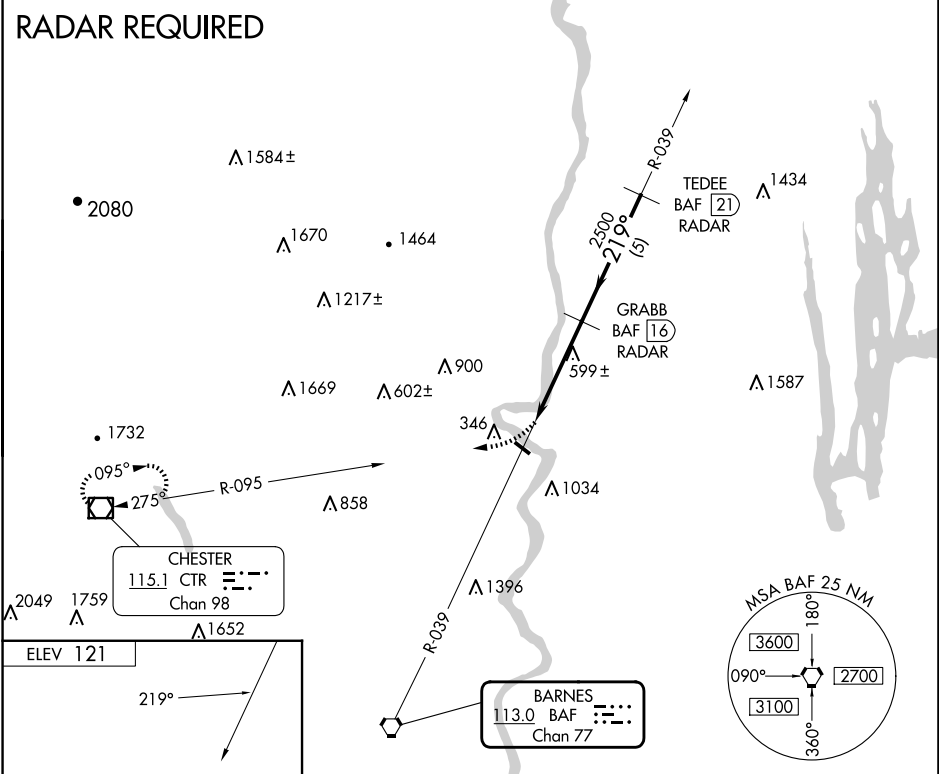 RADAR REQUIRED
R-039
1584±
TEDEE
BAF 21
RADAR
1434
2080
2500
219°
(5)
1670
1464
1217±
GRABB
BAF 16
RADAR
599±
900
1669
602±
1587
346
1732
095°
275°
R-095
858
1034
CHESTER
115.1 CTR
Chan 98
1396
2049
1759
1652
R-039
MSA BAF 25 NM
180°
3600
090°
2700
3100
360°
ELEV 121
219°
BARNES
113.0 BAF
Chan 77